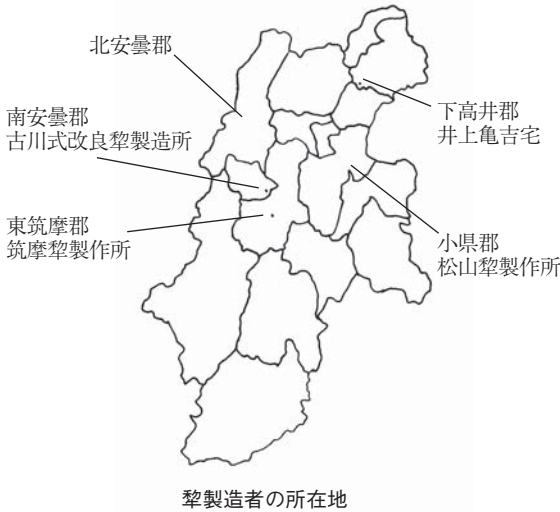 北安曇郡
南安曇郡
古川式改良犂製造所
東筑摩郡
筑摩犂製作所
下高井郡
井上亀吉宅
小県郡
松山犂製作所
犂製造者の所在地